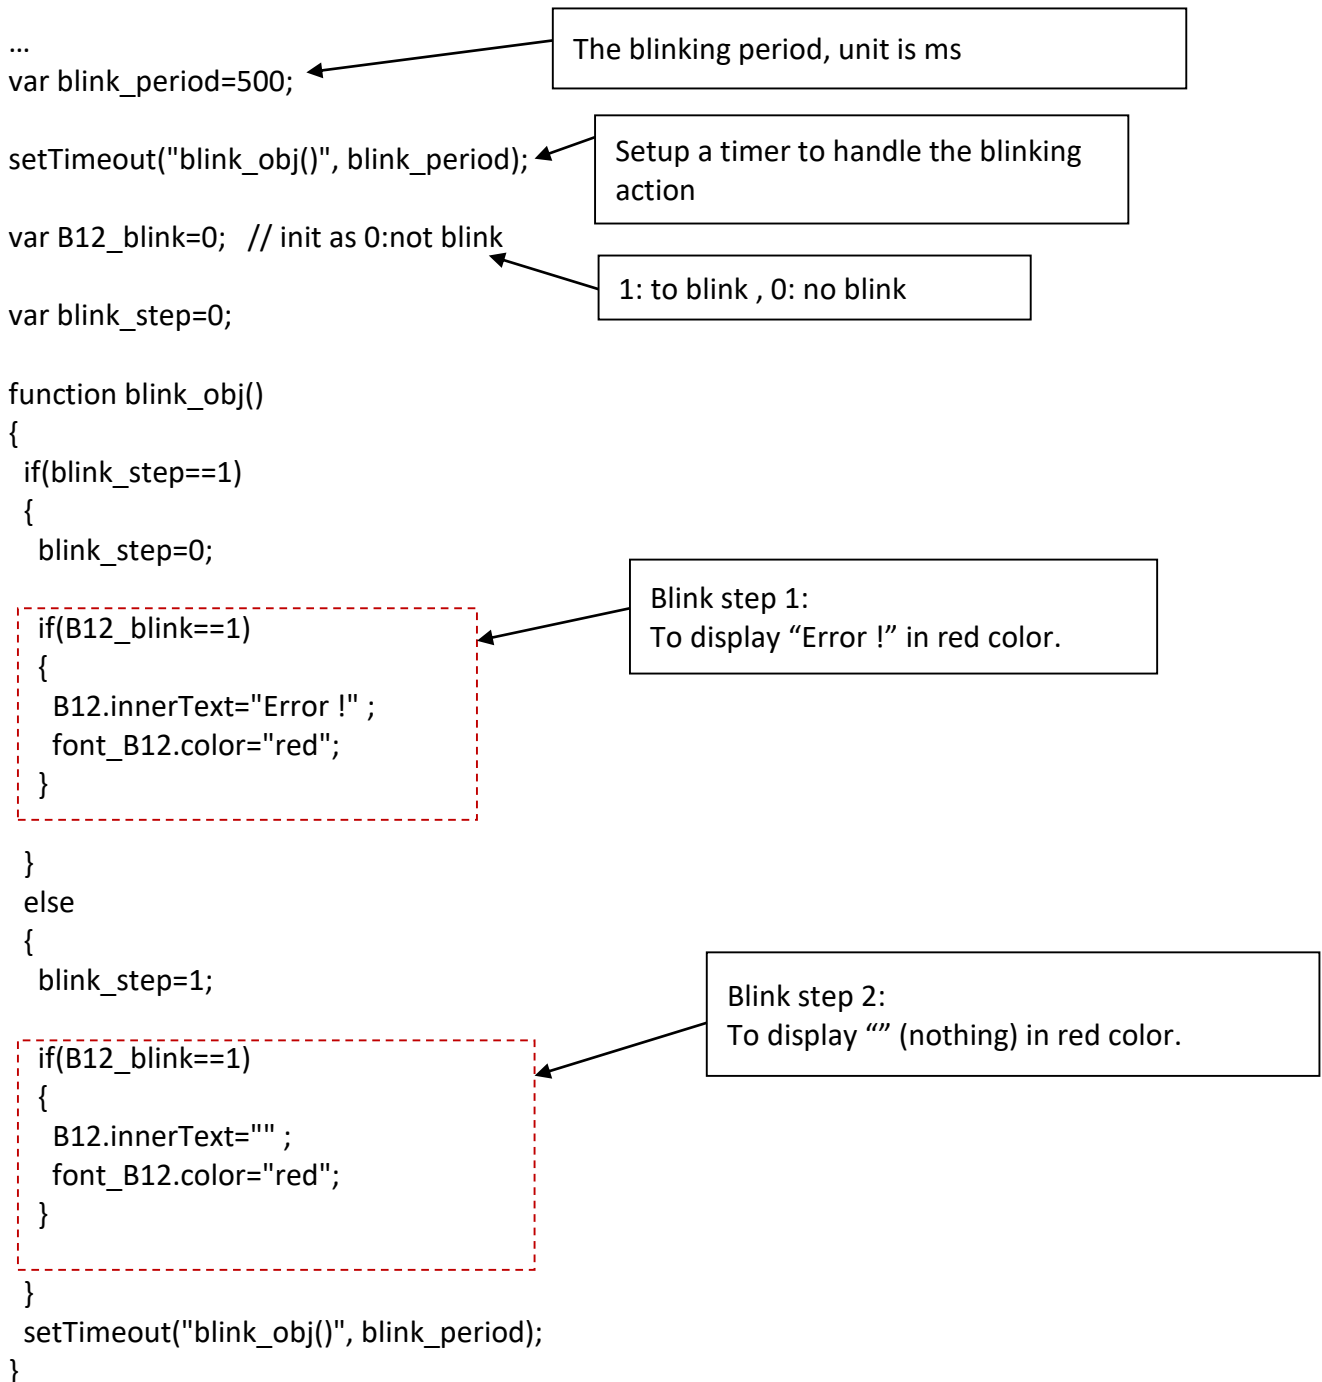 ...
The blinking period, unit is ms
var blink_period=500;
setTimeout("blink_obj()", blink_period);
Setup a timer to handle the blinking
action
var B12_blink=0;   // init as 0:not blink
1: to blink , 0: no blink
var blink_step=0;
function blink_obj()
{
if(blink_step==1)
{
blink_step=0;
Blink step 1:
To display “Error !” in red color.
if(B12_blink==1)
{
B12.innerText="Error !" ;
font_B12.color="red";
}
}
else
{
blink_step=1;
Blink step 2:
To display “” (nothing) in red color.
if(B12_blink==1)
{
B12.innerText="" ;
font_B12.color="red";
}
}
setTimeout("blink_obj()", blink_period);
}